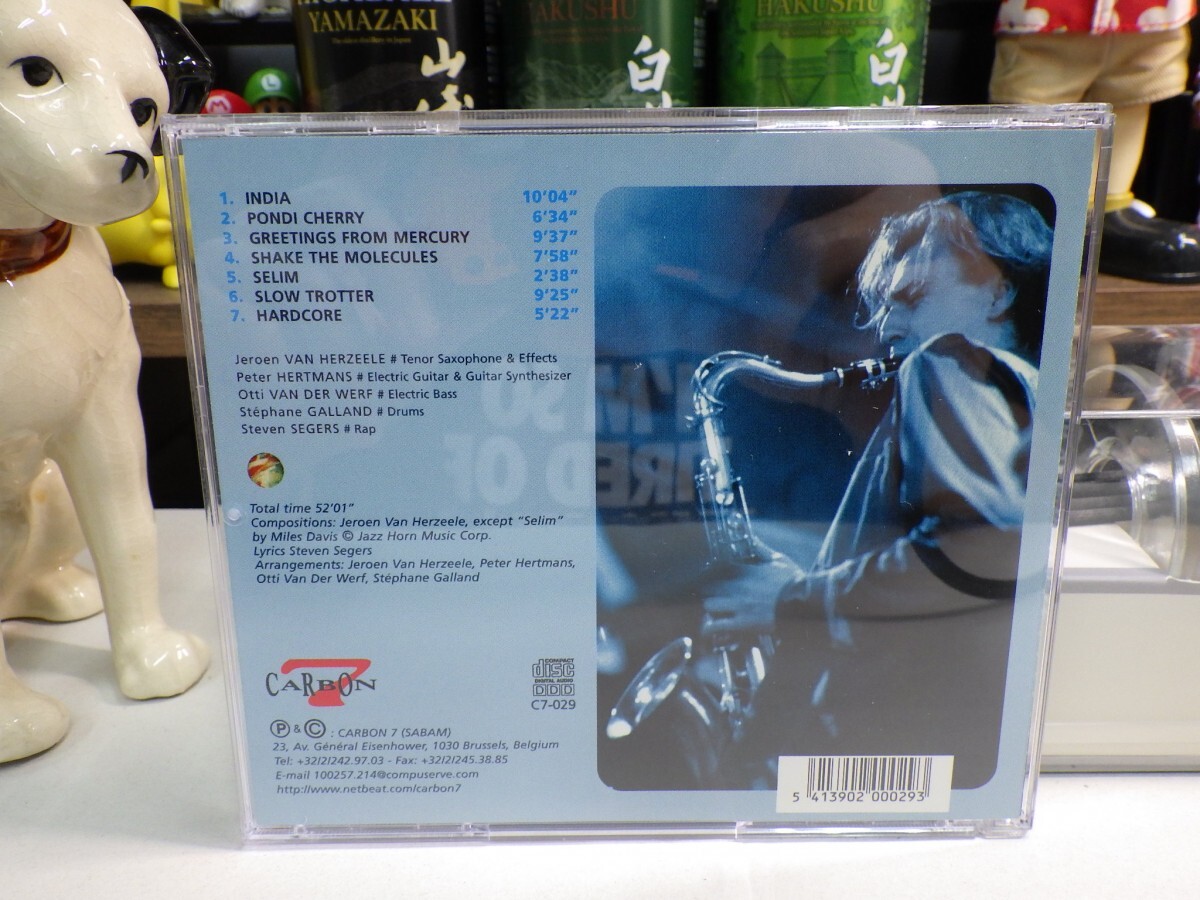 YAMAZAKI
HAKUSHU
HAKUSHU
山
白
白
1. INDIA 10’04”
2. PONDI CHERRY 6’34”
3. GREETINGS FROM MERCURY 9’37”
4. SHAKE THE MOLECULES 7’58”
5. SELIM 2’38”
6. SLOW TROTTER 9’25”
7. HARDCORE 5’22”
Jeroen VAN HERZEELE # Tenor Saxophone & Effects
Peter HERTMANS # Electric Guitar & Guitar Synthesizer
Otti VAN DER WERF # Electric Bass
Stéphane GALLAND # Drums
Steven SEGERS # Rap
Total time 52’01”
Compositions: Jeroen Van Herzeele, except “Selim”
by Miles Davis © Jazz Horn Music Corp.
Lyrics Steven Segers
Arrangements: Jeroen Van Herzeele, Peter Hertmans,
Otti Van Der Werf, Stéphane Galland
CARBON 7
COMPACT
disc
DIGITAL AUDIO
DDD
C7-029
Ⓟ & © : CARBON 7 (SABAM)
23, Av. Général Eisenhower, 1030 Brussels, Belgium
Tel: +32/2/242.97.03 - Fax: +32/2/245.38.85
E-mail 100257.214@compuserve.com
http://www.netbeat.com/carbon7
5 413902 000293